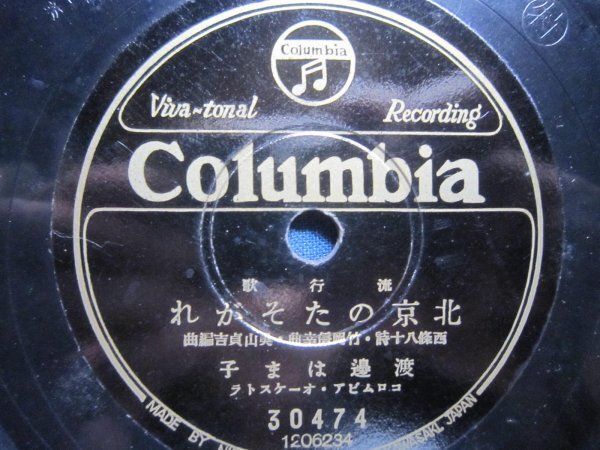 Columbia
Viva-tonal Recording
Columbia
流行歌
北京のたそがれ
西條八十詩・竹岡信幸曲・奥山貞吉編曲
渡邊はま子
コロムビア・オーケストラ
30474
1206234
MADE BY JAPAN